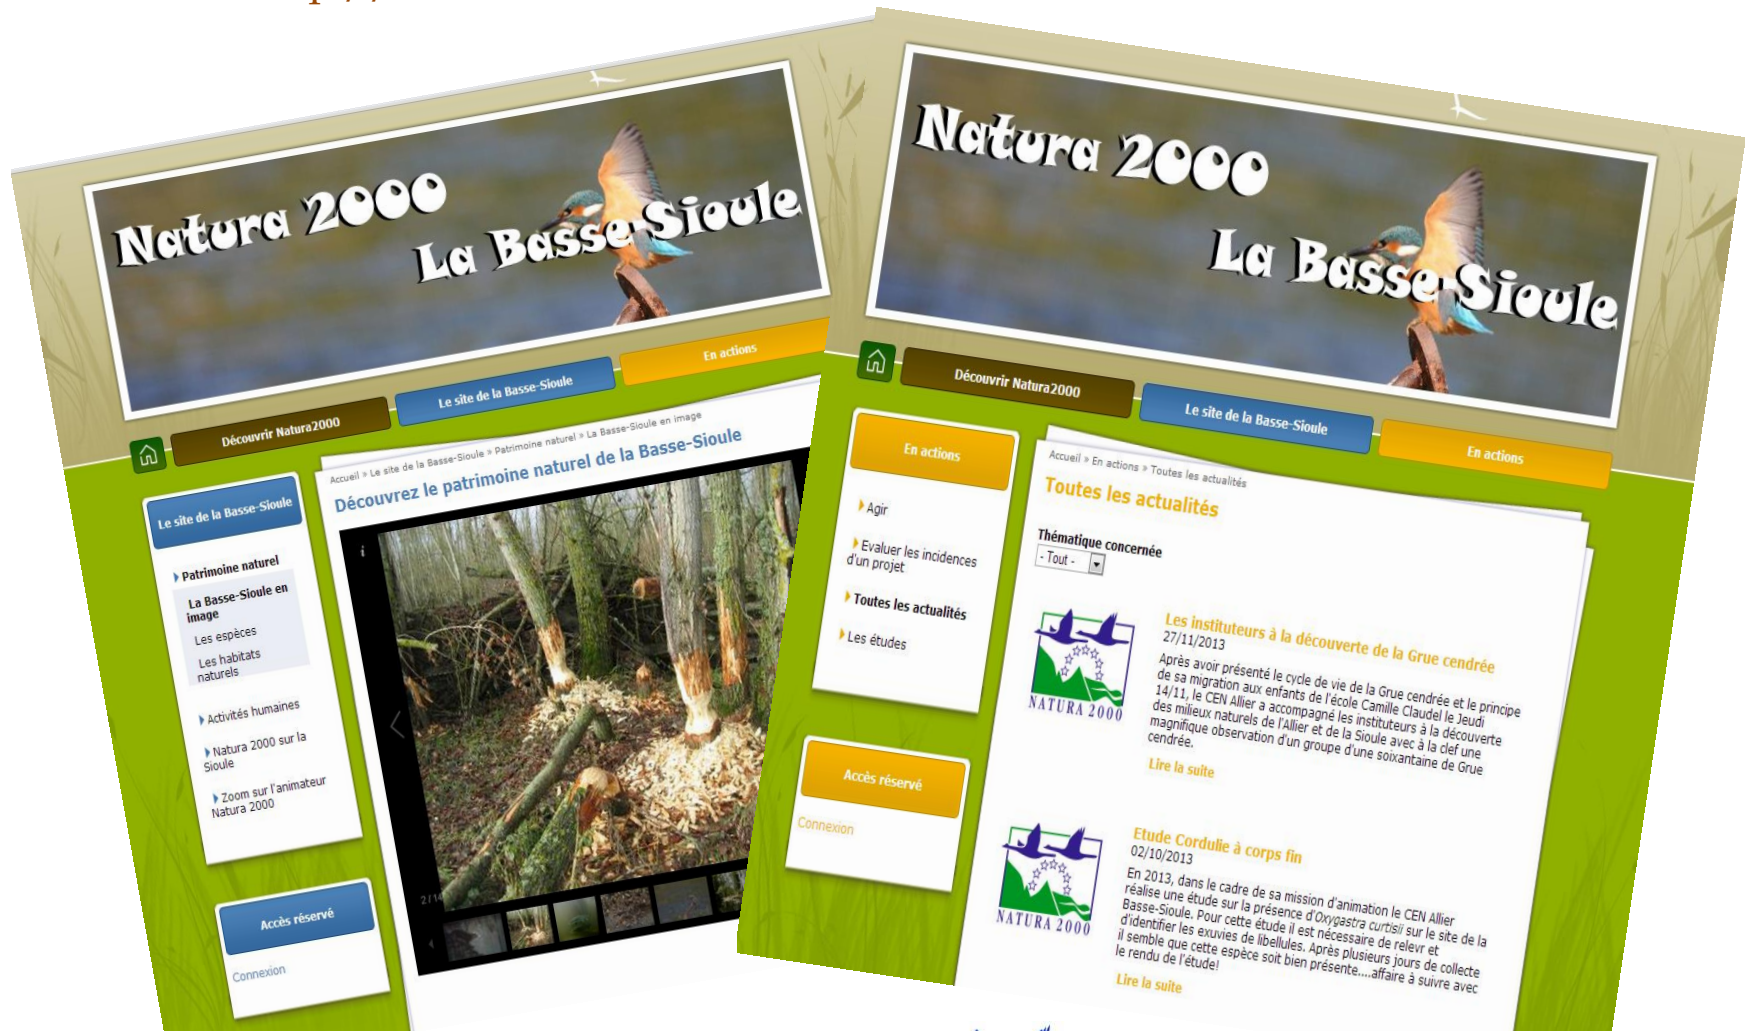 Natura 2000
La Basse-Sioule
Découvrir Natura2000
Le site de la Basse-Sioule
En actions
Le site de la Basse-Sioule
Patrimoine naturel
La Basse-Sioule en
image
Les espèces
Les habitats
naturels
Activités humaines
Natura 2000 sur la
Sioule
Zoom sur l'animateur
Natura 2000
Accès réservé
Connexion
Accueil » Le site de la Basse-Sioule » Patrimoine naturel » La Basse-Sioule en image
Découvrez le patrimoine naturel de la Basse-Sioule
i
Natura 2000
La Basse-Sioule
Découvrir Natura2000
Le site de la Basse-Sioule
En actions
En actions
Agir
Evaluer les incidences
d'un projet
Toutes les actualités
Les études
Accès réservé
Connexion
Accueil » En actions » Toutes les actualités
Toutes les actualités
Thématique concernée
- Tout -
NATURA 2000
Les instituteurs à la découverte de la Grue cendrée
27/11/2013
Après avoir présenté le cycle de vie de la Grue cendrée et le principe
de sa migration aux enfants de l'école Camille Claudel le Jeudi
14/11, le CEN Allier a accompagné les instituteurs à la découverte
des milieux naturels de l'Allier et de la Sioule avec à la clef une
magnifique observation d'un groupe d'une soixantaine de Grue
cendrée.
Lire la suite
NATURA 2000
Etude Cordulie à corps fin
02/10/2013
En 2013, dans le cadre de sa mission d'animation le CEN Allier
réalise une étude sur la présence d'Oxygastra curtisii sur le site de la
Basse-Sioule. Pour cette étude il est nécessaire de relevr et
d'identifier les exuvies de libellules. Après plusieurs jours de collecte
il semble que cette espèce soit bien présente....affaire à suivre avec
le rendu de l'étude!
Lire la suite